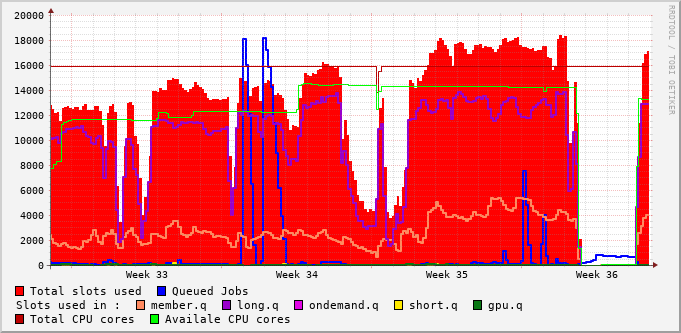 RRDTOOL / TOBI OETIKER
20000
18000
16000
14000
12000
10000
8000
6000
4000
2000
0
Week 33 Week 34 Week 35 Week 36
Total slots used Queued Jobs
Slots used in : member.q long.q ondemand.q short.q gpu.q
Total CPU cores Availale CPU cores